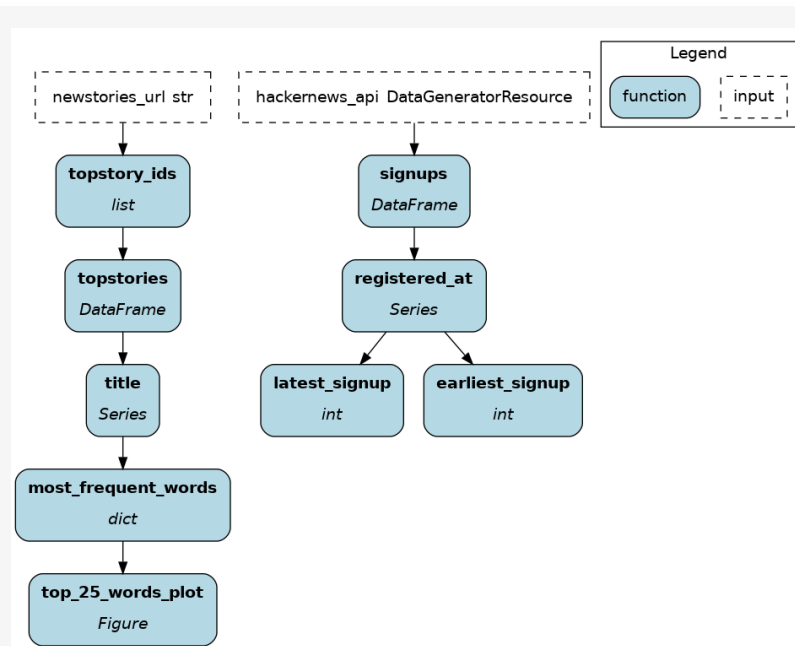 Legend
function
input
newstories_url str
hackernews_api DataGeneratorResource
topstory_ids
list
signups
DataFrame
topstories
DataFrame
registered_at
Series
title
Series
latest_signup
int
earliest_signup
int
most_frequent_words
dict
top_25_words_plot
Figure